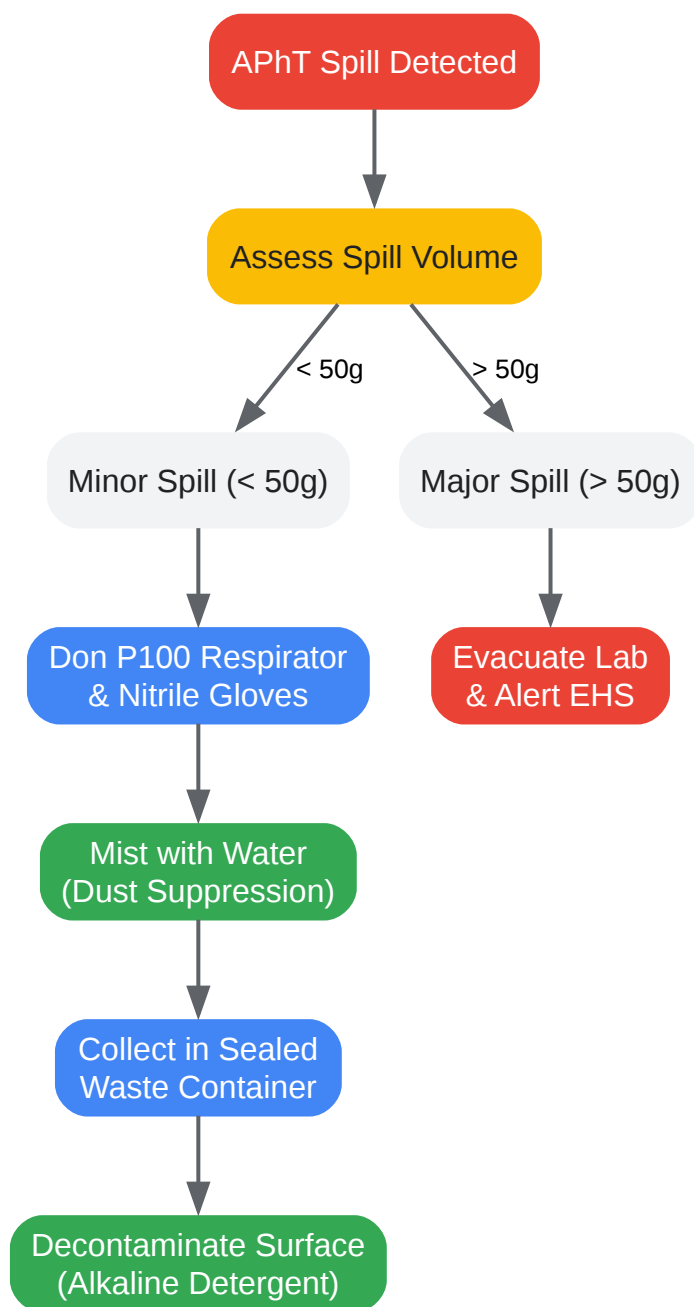 APhT Spill Detected
Assess Spill Volume
< 50g
> 50g
Minor Spill (< 50g)
Major Spill (> 50g)
Don P100 Respirator
& Nitrile Gloves
Evacuate Lab
& Alert EHS
Mist with Water
(Dust Suppression)
Collect in Sealed
Waste Container
Decontaminate Surface
(Alkaline Detergent)